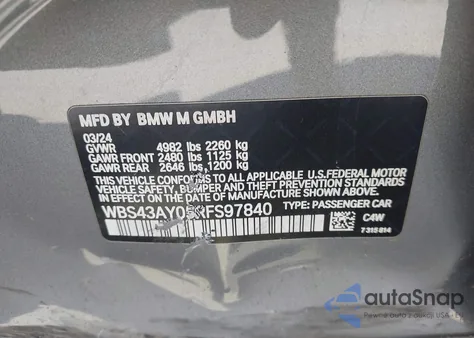 MFD BY BMW M GMBH
03/24
GVWR 4982 lbs 2260 kg
GAWR FRONT 2480 lbs 1125 kg
GAWR REAR 2646 lbs 1200 kg
THIS VEHICLE CONFORMS TO ALL APPLICABLE U.S.FEDERAL MOTOR
VEHICLE SAFETY, BUMPER, AND THEFT PREVENTION STANDARDS
IN EFFECT ON THE DATE OF MANUFACTURE SHOWN ABOVE.
TYPE: PASSENGER CAR
C4W
7 318 814
autoSnap